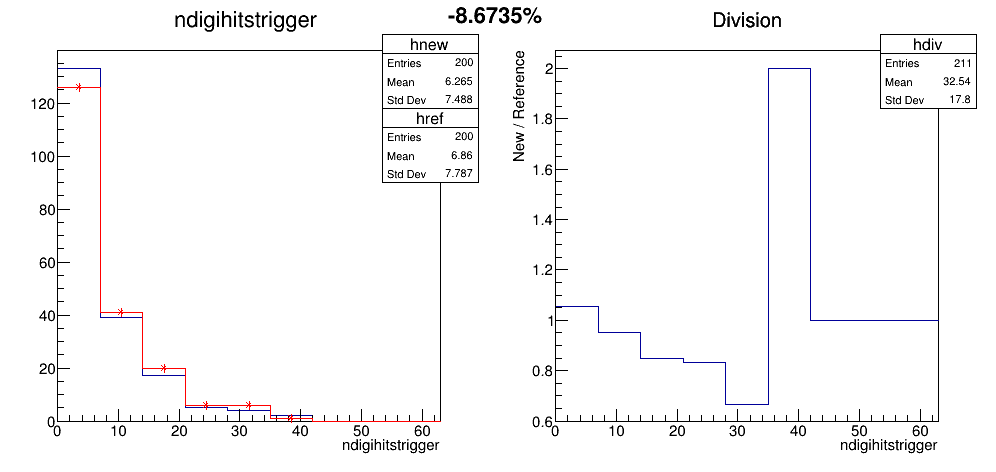 -8.6735%
ndigihitstrigger
hnew
Entries 200
Mean 6.265
Std Dev 7.488
href
Entries 200
Mean 6.86
Std Dev 7.787
120
100
80
60
40
20
0
0 10 20 30 40 50 60
ndigihitstrigger
Division
hdiv
Entries 211
Mean 32.54
Std Dev 17.8
New / Reference
2
1.8
1.6
1.4
1.2
1
0.8
0.6
0 10 20 30 40 50 60
ndigihitstrigger